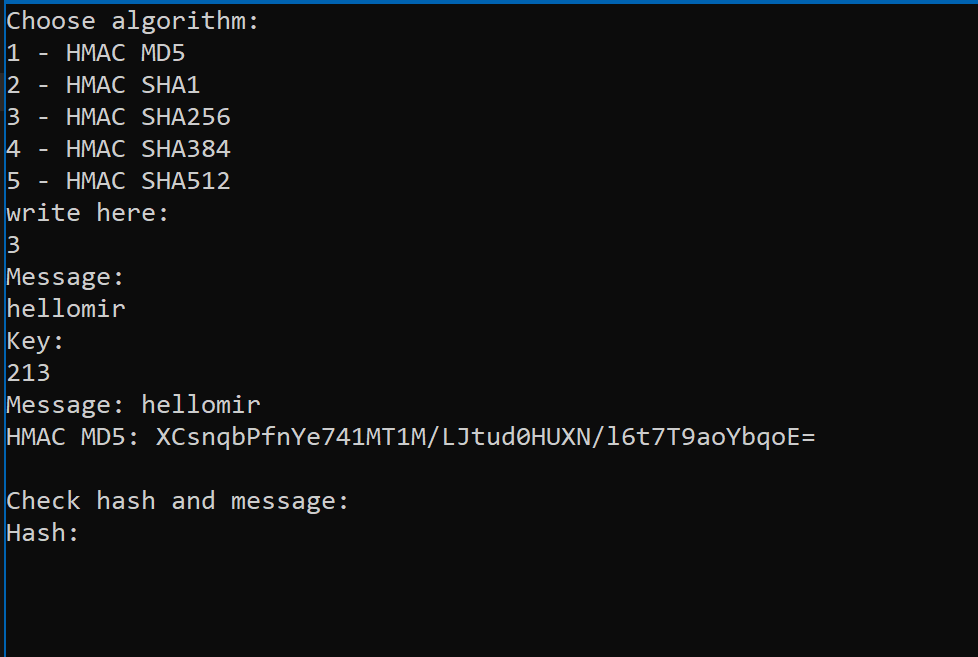 Choose algorithm:
1 - HMAC MD5
2 - HMAC SHA1
3 - HMAC SHA256
4 - HMAC SHA384
5 - HMAC SHA512
write here:
3
Message:
hellomir
Key:
213
Message: hellomir
HMAC MD5: XCsnqbPfnYe741MT1M/LJtud0HUXN/l6t7T9aoYbqoE=
Check hash and message:
Hash: